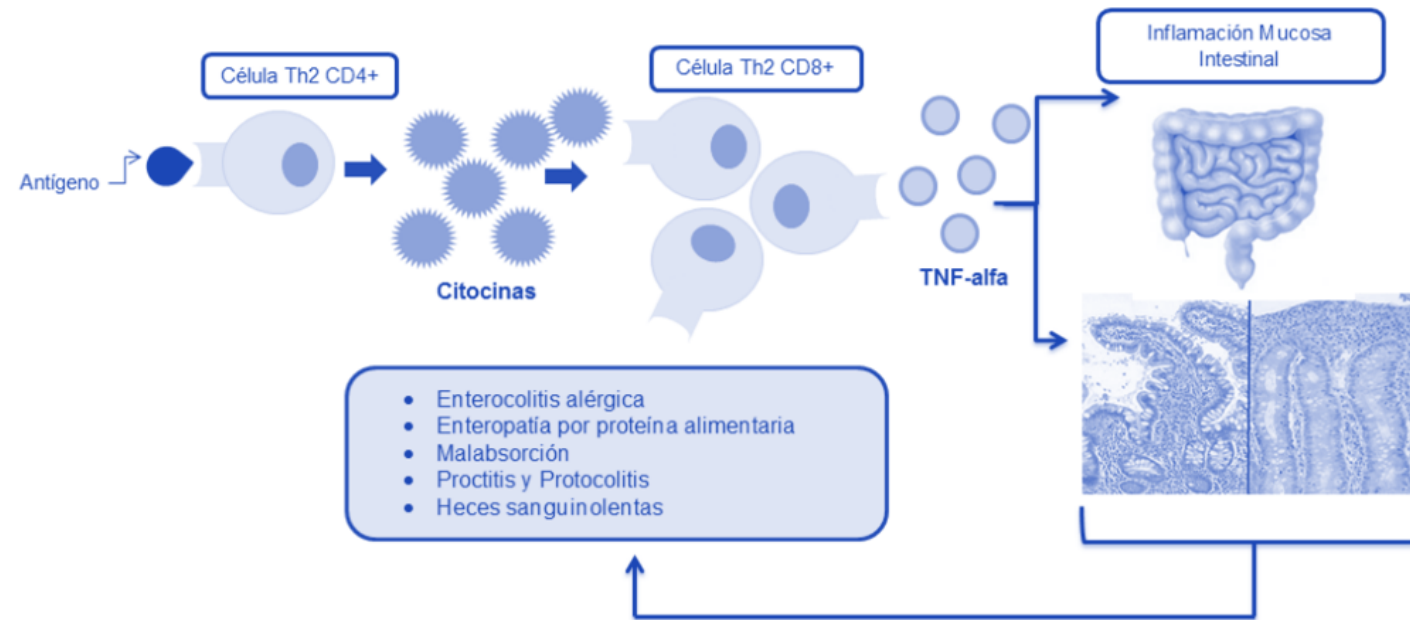 Inflamación Mucosa
Intestinal
Célula Th2 CD4+
Célula Th2 CD8+
Antígeno
Citocinas
TNF-alfa
• Enterocolitis alérgica
• Enteropatía por proteína alimentaria
• Malabsorción
• Proctitis y Protocolitis
• Heces sanguinolentas